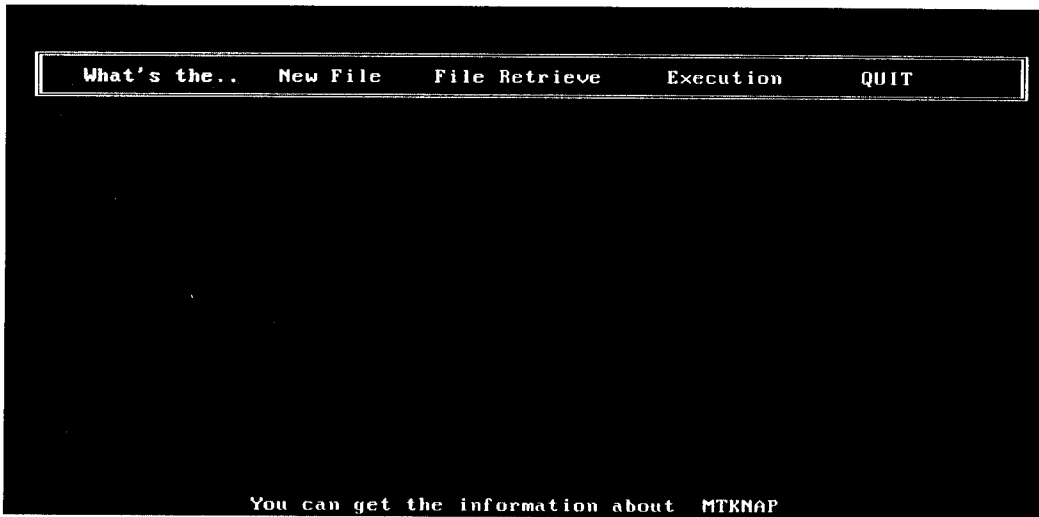 What's the.. New File File Retrieve Execution QUIT
You can get the information about MTKNAP